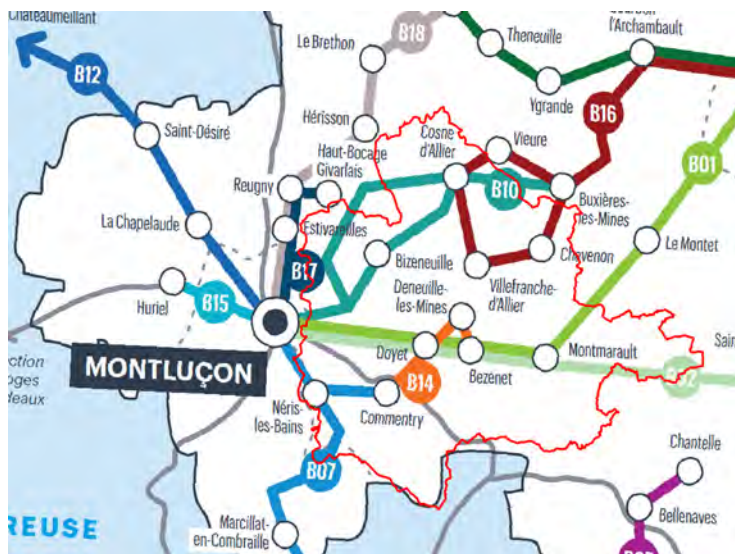 Châteaumeillant
B12
Saint-Désiré
La Chapelaude
Huriel
B15
MONTLUÇON
Le Brethon
B18
Theneuille
l'Archambault
Ygrande
B16
Hérisson
Haut-Bocage
Givarlais
Reugny
Estivareilles
B17
Cosne
d'Allier
Vieure
B10
Buxières-
les-Mines
B01
Le Montet
Chavenon
Villefranche-
d'Allier
Bizeneuille
Deneuille-
les-Mines
Doyet
Bezenet
Montmarault
B14
Commentry
Néris-
les-Bains
B07
Marcillat-
en-Combraille
Chantelle
Bellenaves
REUSE